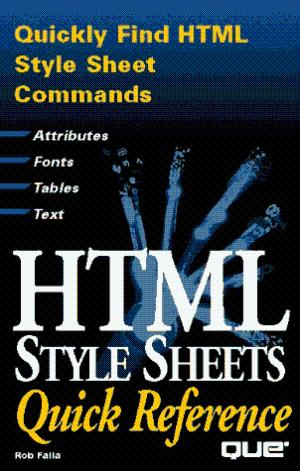 Quickly Find HTML
Style Sheet
Commands
Attributes
Fonts
Tables
Text
HTML
STYLE SHEETS
Quick Reference
Rob Falla
QUE